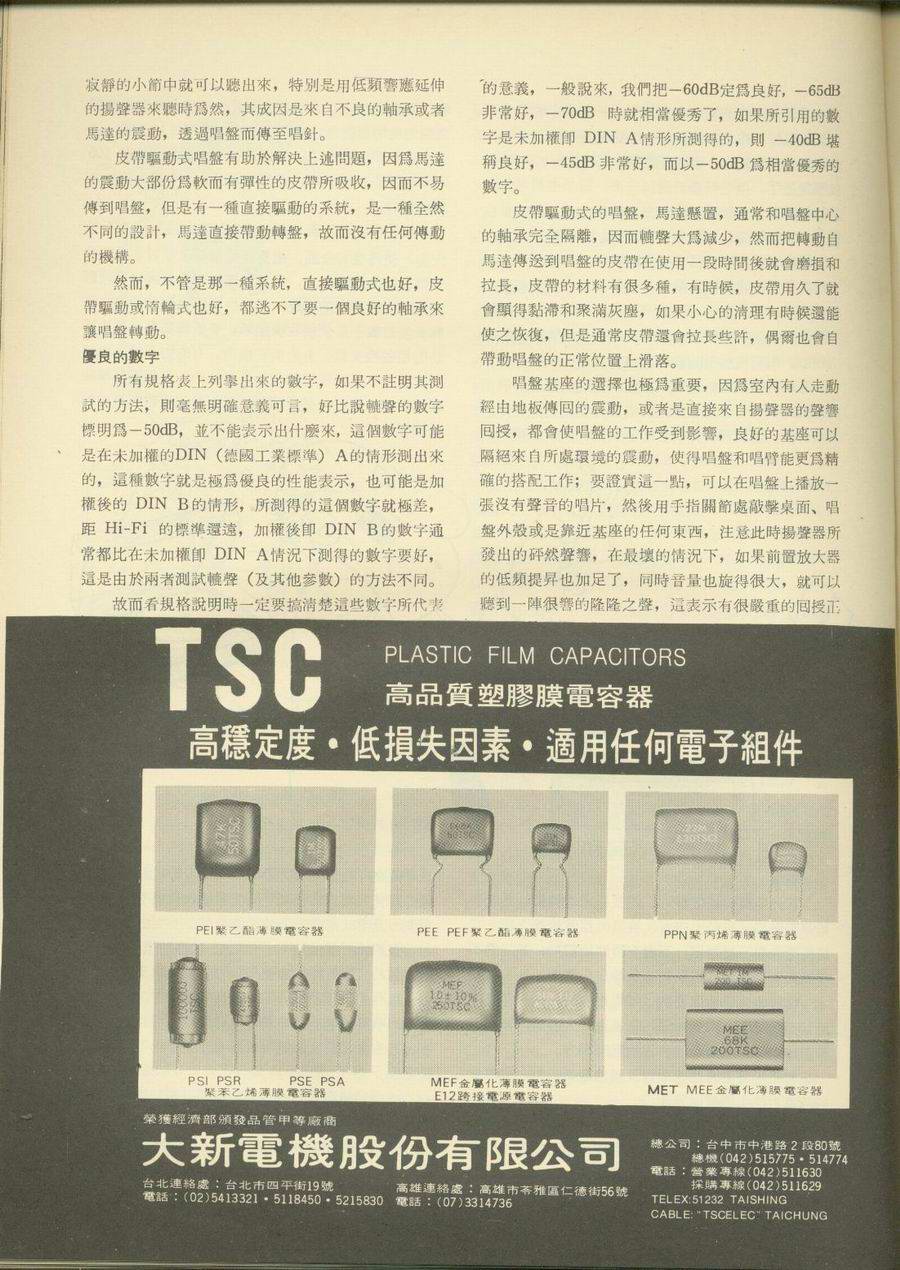 寂靜的小節中就可以聽出來，特別是用低頻響應延伸
的揚聲器來聽時爲然，其成因是來自不良的軸承或者
馬達的震動，透過唱盤而傳至唱針。
皮帶驅動式唱盤有助於解決上述問題，因爲馬達
的震動大部份爲軟而有彈性的皮帶所吸收，因而不易
傳到唱盤，但是有一種直接驅動的系統，是一種全然
不同的設計，馬達直接帶動轉盤，故而沒有任何傳動
的機構。
然而，不管是那一種系統，直接驅動式也好，皮
帶驅動或惰輪式也好，都逃不了要一個良好的軸承來
讓唱盤轉動。
優良的數字
所有規格表上列擧出來的數字，如果不註明其測
試的方法，則毫無明確意義可言，好比說轆聲的數字
標明爲－50dB，並不能表示出什麼來，這個數字可能
是在未加權的DIN（德國工業標準）A的情形測出來
的，這種數字就是極爲優良的性能表示，也可能是加
權後的 DIN B的情形，所測得的這個數字就極差，
距 Hi-Fi 的標準還遠，加權後卽 DIN B的數字通
常都比在未加權卽 DIN A情況下測得的數字要好，
這是由於兩者測試轆聲（及其他參數）的方法不同。
故而看規格說明時一定要搞清楚這些數字所代表
的意義，一般說來，我們把－60dB定爲良好，－65dB
非常好，－70dB 時就相當優秀了，如果所引用的數
字是未加權卽 DIN A情形所測得的，則 －40dB 堪
稱良好，－45dB 非常好，而以－50dB 爲相當優秀的
數字。
皮帶驅動式的唱盤，馬達懸置，通常和唱盤中心
的軸承完全隔離，因而轆聲大爲減少，然而把轉動自
馬達傳送到唱盤的皮帶在使用一段時間後就會磨損和
拉長，皮帶的材料有很多種，有時候，皮帶用久了就
會顯得黏滯和聚滿灰塵，如果小心的清理有時候還能
使之恢復，但是通常皮帶還會拉長些許，偶爾也會自
帶動唱盤的正常位置上滑落。
唱盤基座的選擇也極爲重要，因爲室內有人走動
經由地板傳囘的震動，或者是直接來自揚聲器的聲響
囘授，都會使唱盤的工作受到影響，良好的基座可以
隔絕來自所處環境的震動，使得唱盤和唱臂能更爲精
確的搭配工作；要證實這一點，可以在唱盤上播放一
張沒有聲音的唱片，然後用手指關節處敲擊桌面、唱
盤外殼或是靠近基座的任何東西，注意此時揚聲器所
發出的砰然聲響，在最壞的情況下，如果前置放大器
的低頻提昇也加足了，同時音量也旋得很大，就可以
聽到一陣很響的隆隆之聲，這表示有很嚴重的囘授正
TSC
PLASTIC FILM CAPACITORS
高品質塑膠膜電容器
高穩定度・低損失因素・適用任何電子組件
.47K
50TSC
PEI聚乙酯薄膜電容器
PEE PEF聚乙酯薄膜電容器
PPN聚丙烯薄膜電容器
PSI PSR PSE PSA
聚苯乙烯薄膜電容器
MEF
1.0±10%
250TSC
MEF金屬化薄膜電容器
E12跨接電源電容器
MEF 1M
200 TSC
MEE
.68K
200TSC
MET MEE金屬化薄膜電容器
榮獲經濟部頒發品管甲等廠商
大新電機股份有限公司
台北連絡處：台北市四平街19號
電話：(02)5413321・5118450・5215830
高雄連絡處：高雄市苓雅區仁德街56號
電話：(07)3314736
總公司：台中市中港路2段80號
總機(042)515775・514774
電話：營業專線(042)511630
採購專線(042)511629
TELEX:51232 TAISHING
CABLE: "TSCELEC" TAICHUNG